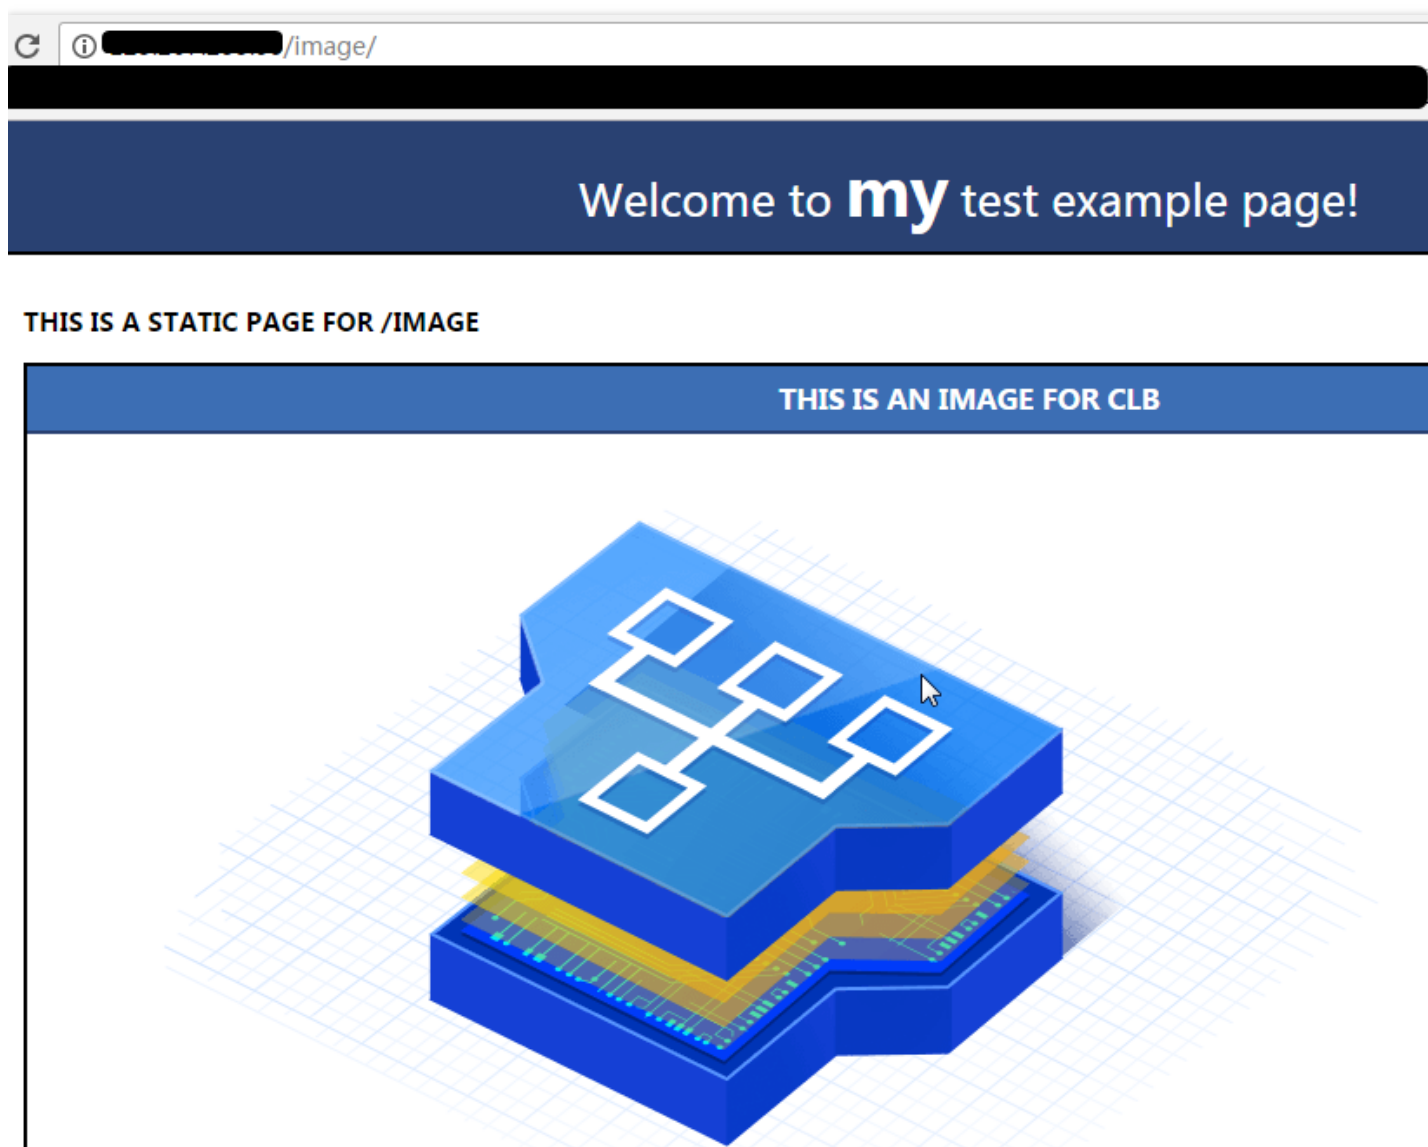 /image/
Welcome to my test example page!
THIS IS A STATIC PAGE FOR /IMAGE
THIS IS AN IMAGE FOR CLB